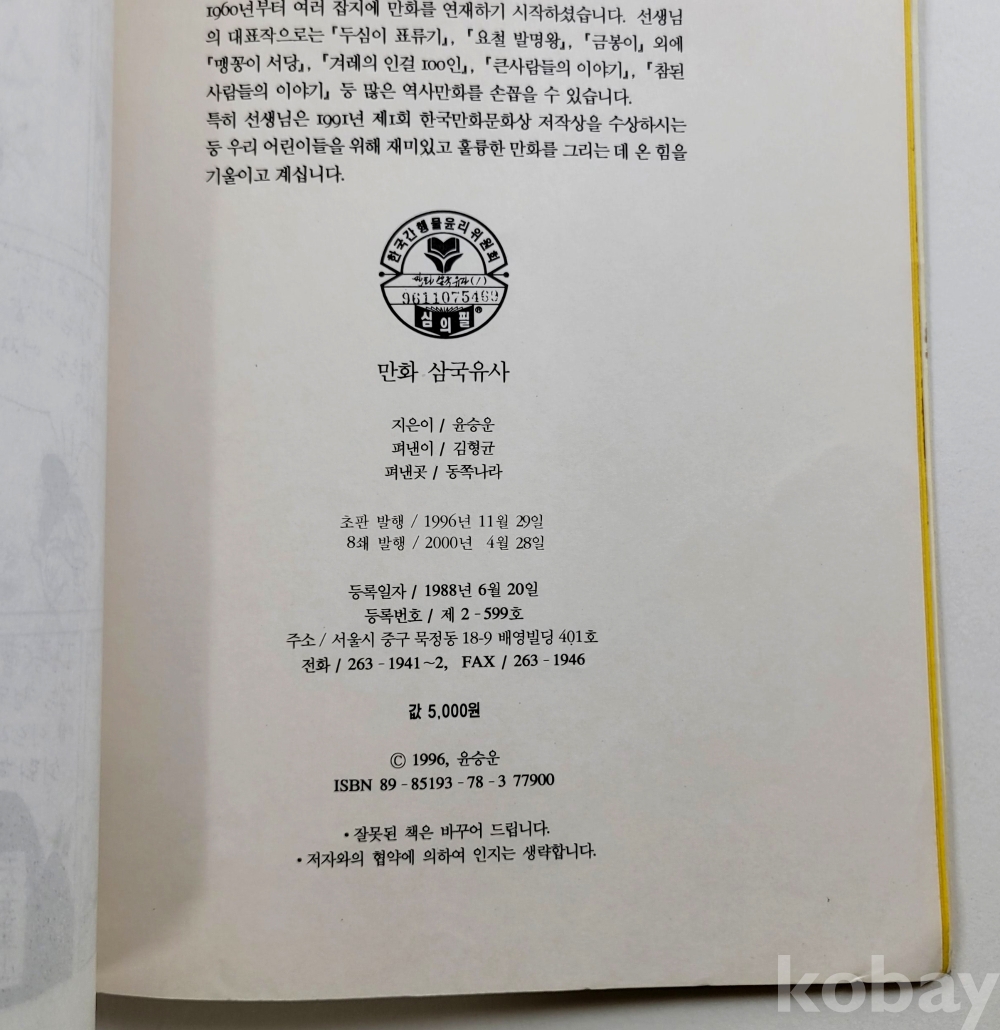 1960년부터 여러 잡지에 만화를 연재하기 시작하셨습니다. 선생님
의 대표작으로는 『두심이 표류기』, 『요철 발명왕』, 『금봉이』 외에
『맹꽁이 서당』, 『겨레의 인걸 100인』, 『큰사람들의 이야기』, 『참된
사람들의 이야기』 등 많은 역사만화를 손꼽을 수 있습니다.
특히 선생님은 1991년 제1회 한국만화문화상 저작상을 수상하시는
등 우리 어린이들을 위해 재미있고 훌륭한 만화를 그리는 데 온 힘을
기울이고 계십니다.
한국간행물윤리위원회
만화 삼국유사(1)
9611075469
심의필®
만화 삼국유사
지은이 / 윤승운
펴낸이 / 김형균
펴낸곳 / 동쪽나라
초판 발행 / 1996년 11월 29일
8쇄 발행 / 2000년 4월 28일
등록일자 / 1988년 6월 20일
등록번호 / 제 2-599호
주소 / 서울시 중구 묵정동 18-9 배영빌딩 401호
전화 / 263-1941~2, FAX / 263-1946
값 5,000원
© 1996, 윤승운
ISBN 89-85193-78-3 77900
• 잘못된 책은 바꾸어 드립니다.
• 저자와의 협약에 의하여 인지는 생략합니다.
kobay